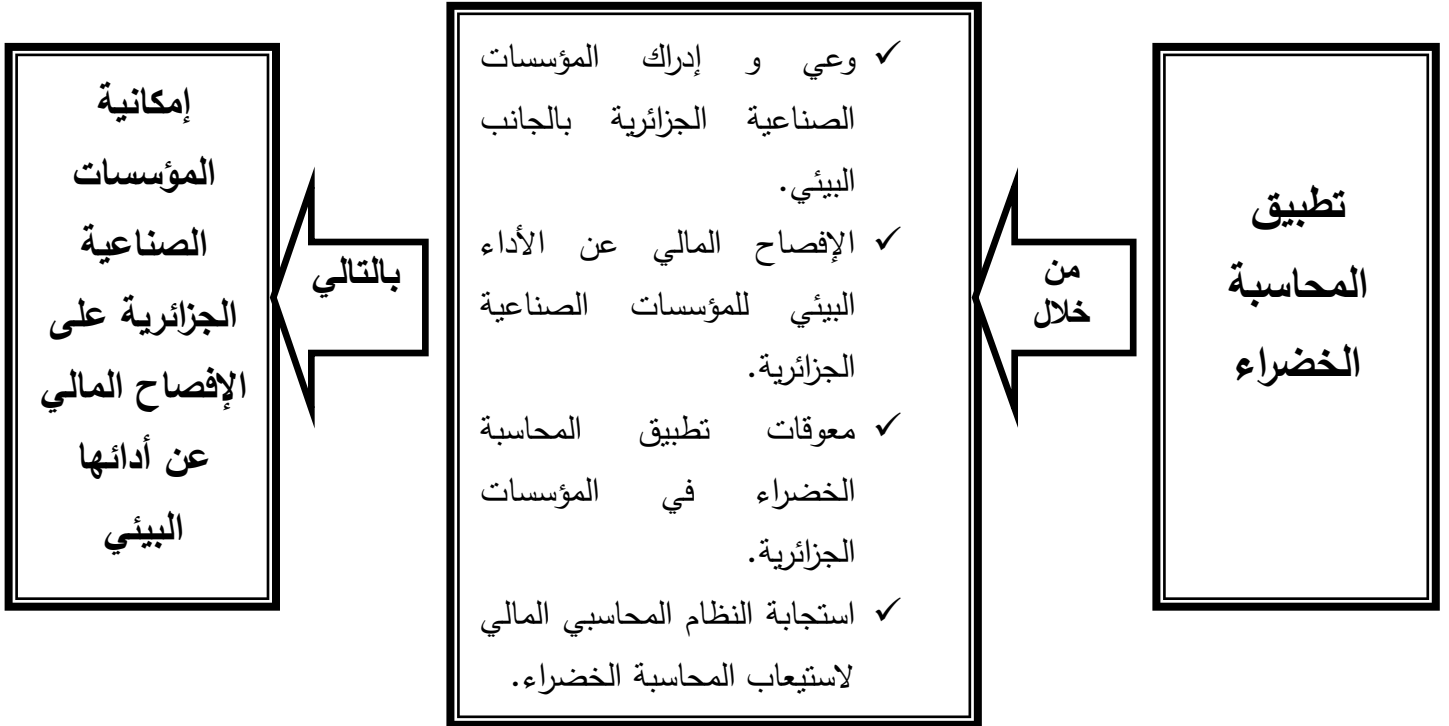 تطبيق
المحاسبة
الخضراء
من
خلال
✓ وعي و إدراك المؤسسات
الصناعية الجزائرية بالجانب
البيئي.
✓ الإفصاح المالي عن الأداء
البيئي للمؤسسات الصناعية
الجزائرية.
✓ معوقات تطبيق المحاسبة
الخضراء في المؤسسات
الجزائرية.
✓ استجابة النظام المحاسبي المالي
لاستيعاب المحاسبة الخضراء.
بالتالي
إمكانية
المؤسسات
الصناعية
الجزائرية على
الإفصاح المالي
عن أدائها
البيئي